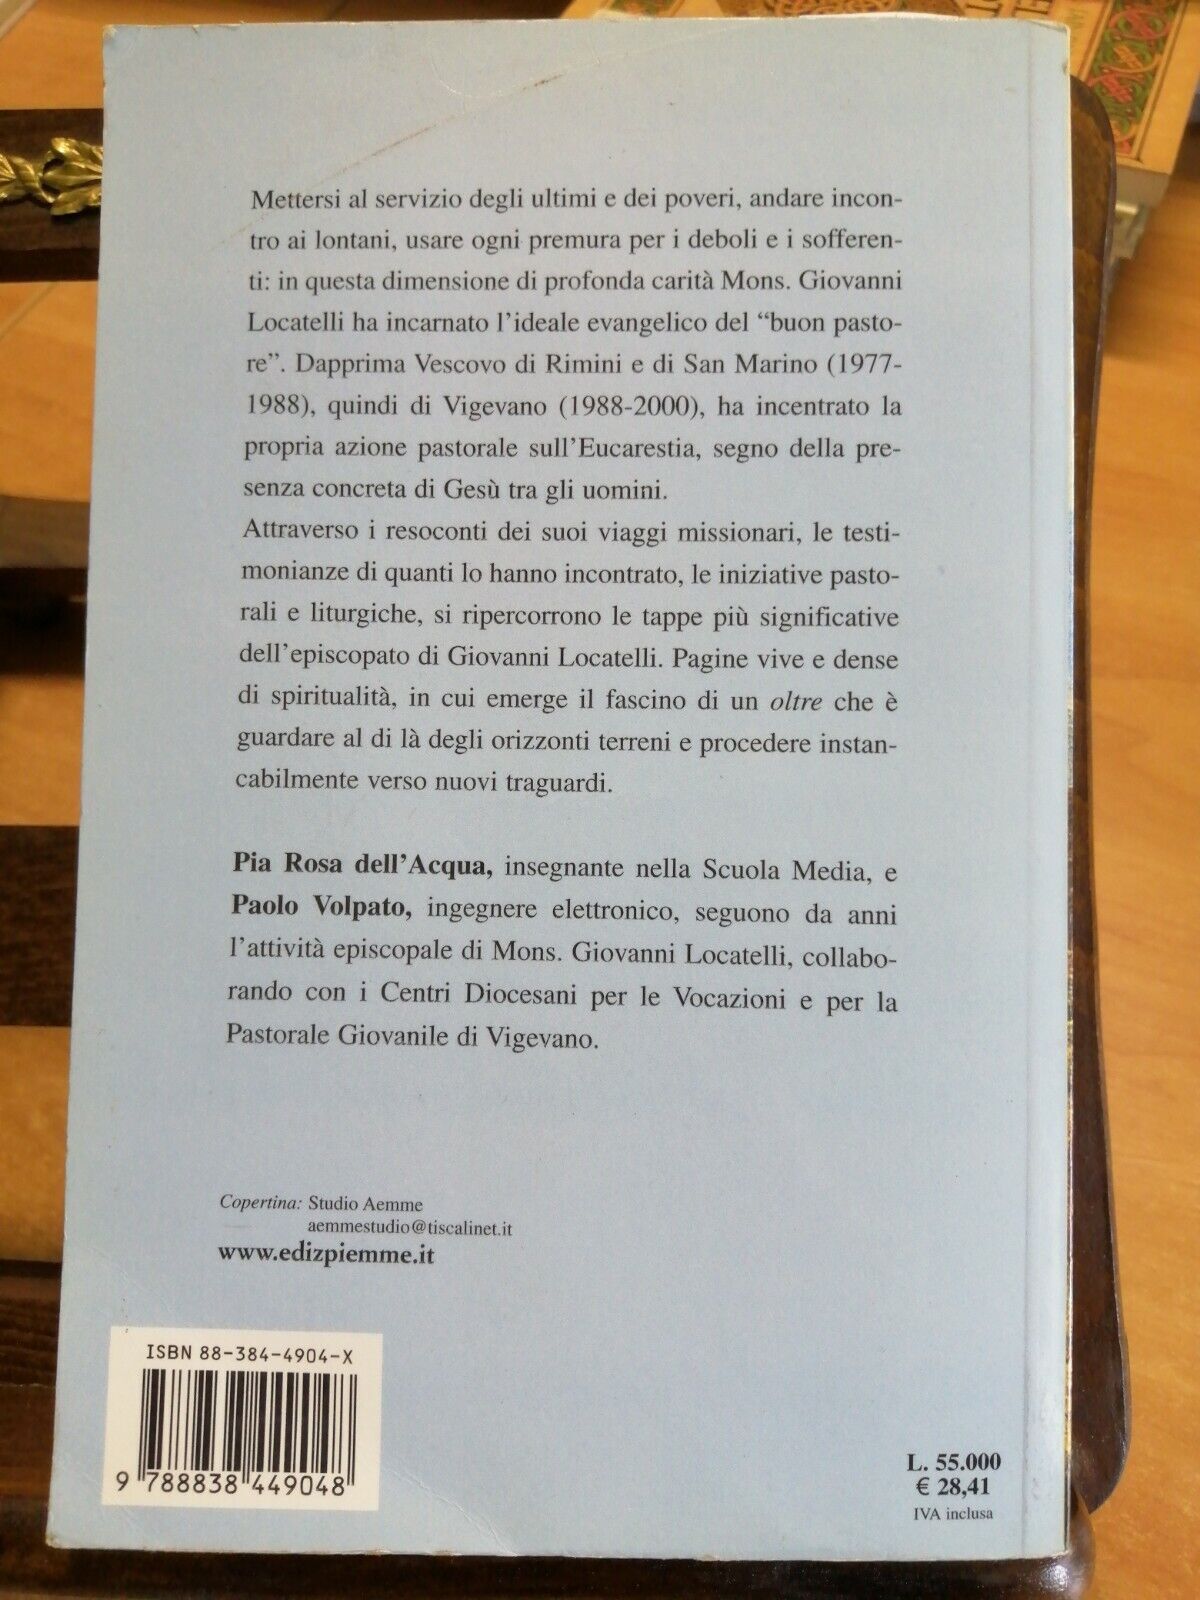 Mettersi al servizio degli ultimi e dei poveri, andare incon-
tro ai lontani, usare ogni premura per i deboli e i sofferen-
ti: in questa dimensione di profonda carità Mons. Giovanni
Locatelli ha incarnato l'ideale evangelico del “buon pasto-
re”. Dapprima Vescovo di Rimini e di San Marino (1977-
1988), quindi di Vigevano (1988-2000), ha incentrato la
propria azione pastorale sull'Eucarestia, segno della pre-
senza concreta di Gesù tra gli uomini.
Attraverso i resoconti dei suoi viaggi missionari, le testi-
monianze di quanti lo hanno incontrato, le iniziative pasto-
rali e liturgiche, si ripercorrono le tappe più significative
dell'episcopato di Giovanni Locatelli. Pagine vive e dense
di spiritualità, in cui emerge il fascino di un oltre che è
guardare al di là degli orizzonti terreni e procedere instan-
cabilmente verso nuovi traguardi.
Pia Rosa dell'Acqua, insegnante nella Scuola Media, e
Paolo Volpato, ingegnere elettronico, seguono da anni
l'attività episcopale di Mons. Giovanni Locatelli, collabo-
rando con i Centri Diocesani per le Vocazioni e per la
Pastorale Giovanile di Vigevano.
Copertina: Studio Aemme
aemmestudio@tiscalinet.it
www.edizpiemme.it
ISBN 88-384-4904-X
9 788838 449048
L. 55.000
€ 28,41
IVA inclusa